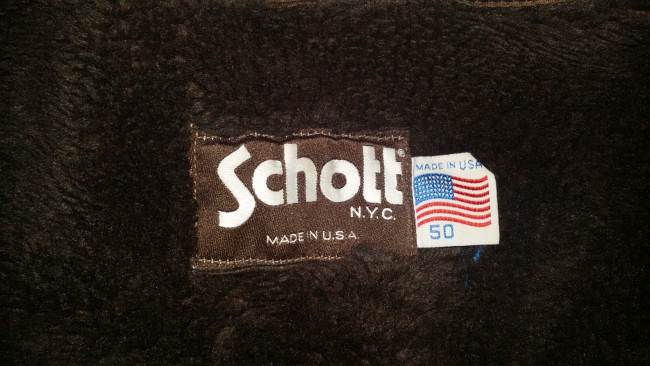 Schott®
N.Y.C.
MADE IN U.S.A.
MADE IN USA
50